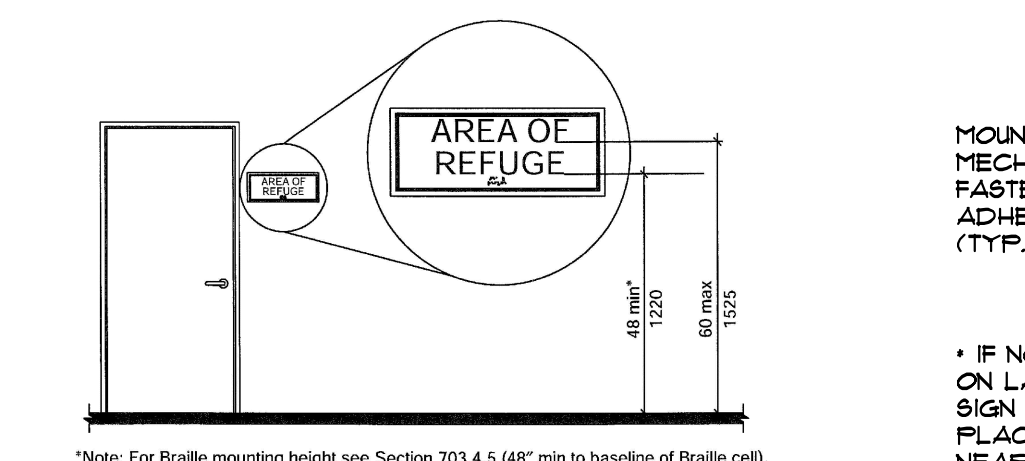 AREA OF
REFUGE
AREA OF
REFUGE
48 min*
1220
60 max
1525
*Note: For Braille mounting height see Section 703.4.5 (48″ min to baseline of Braille cell).
MOUN
MECH
FASTE
ADHE
(TYP.
* IF N
ON L
SIGN
PLAC
NEAR